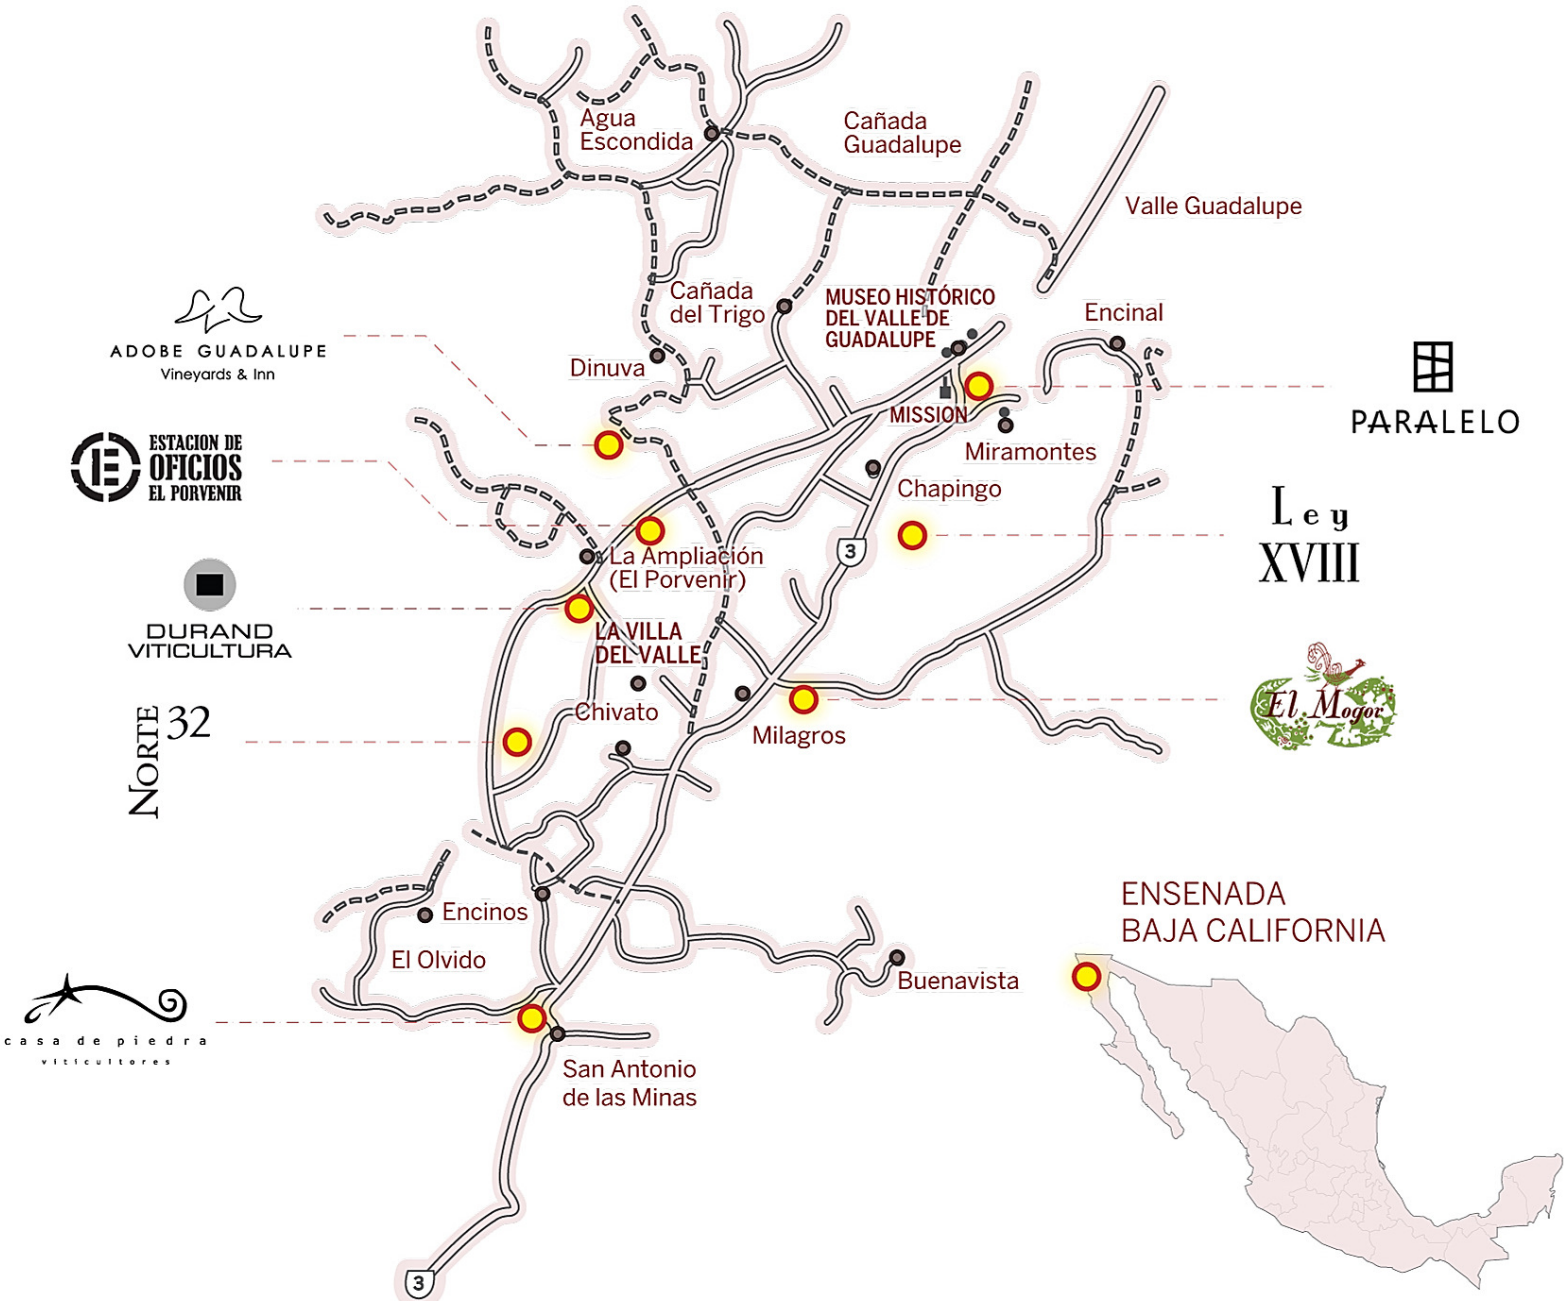 Agua
Escondida
Cañada
Guadalupe
Valle Guadalupe
Cañada
del Trigo
MUSEO HISTÓRICO
DEL VALLE DE
GUADALUPE
Encinal
ADOBE GUADALUPE
Vineyards & Inn
Dinuva
MISSION
PARALELO
Miramontes
ESTACION DE
OFICIOS
EL PORVENIR
E
Chapingo
Ley
XVIII
3
La Ampliación
(El Porvenir)
DURAND
VITICULTURA
LA VILLA
DEL VALLE
Chivato
Milagros
El Mogor
NORTE 32
ENSENADA
BAJA CALIFORNIA
Encinos
El Olvido
Buenavista
casa de piedra
viticultores
San Antonio
de las Minas
3